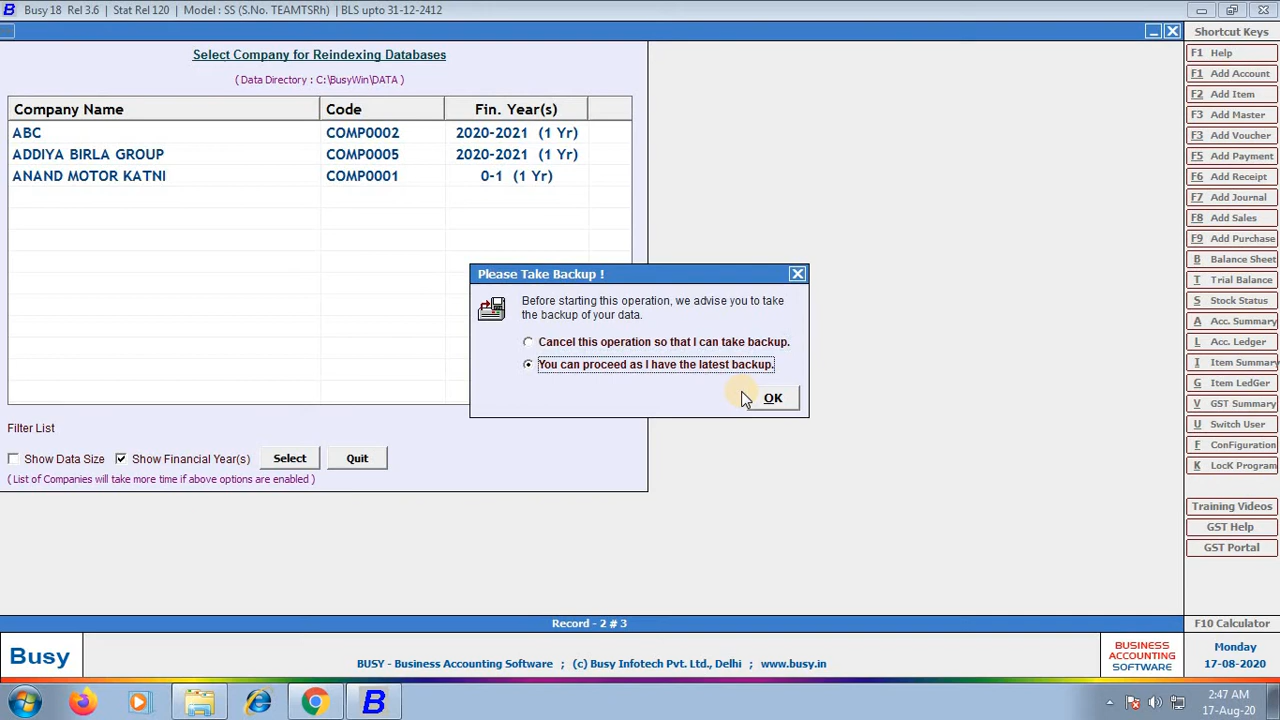 Busy 18 Rel 3.6 | Stat Rel 120 | Model : SS (S.No. TEAMTSRh) | BLS upto 31-12-2412
Select Company for Reindexing Databases
( Data Directory : C:\BusyWin\DATA )
Company Name Code Fin. Year(s)
ABC COMP0002 2020-2021 (1 Yr)
ADDIYA BIRLA GROUP COMP0005 2020-2021 (1 Yr)
ANAND MOTOR KATNI COMP0001 0-1 (1 Yr)
Please Take Backup !
Before starting this operation, we advise you to take
the backup of your data.
Cancel this operation so that I can take backup.
You can proceed as I have the latest backup.
OK
Filter List
Show Data Size Show Financial Year(s) Select Quit
( List of Companies will take more time if above options are enabled )
Shortcut Keys
F1 Help
F1 Add Account
F2 Add Item
F3 Add Master
F3 Add Voucher
F5 Add Payment
F6 Add Receipt
F7 Add Journal
F8 Add Sales
F9 Add Purchase
B Balance Sheet
T Trial Balance
S Stock Status
A Acc. Summary
L Acc. Ledger
I Item Summary
G Item LedGer
V GST Summary
U Switch User
F Configuration
K LocK Program
Training Videos
GST Help
GST Portal
Record - 2 # 3
F10 Calculator
Busy
BUSY - Business Accounting Software ; (c) Busy Infotech Pvt. Ltd., Delhi ; www.busy.in
BUSINESS
ACCOUNTING
SOFTWARE
Monday
17-08-2020
2:47 AM
17-Aug-20